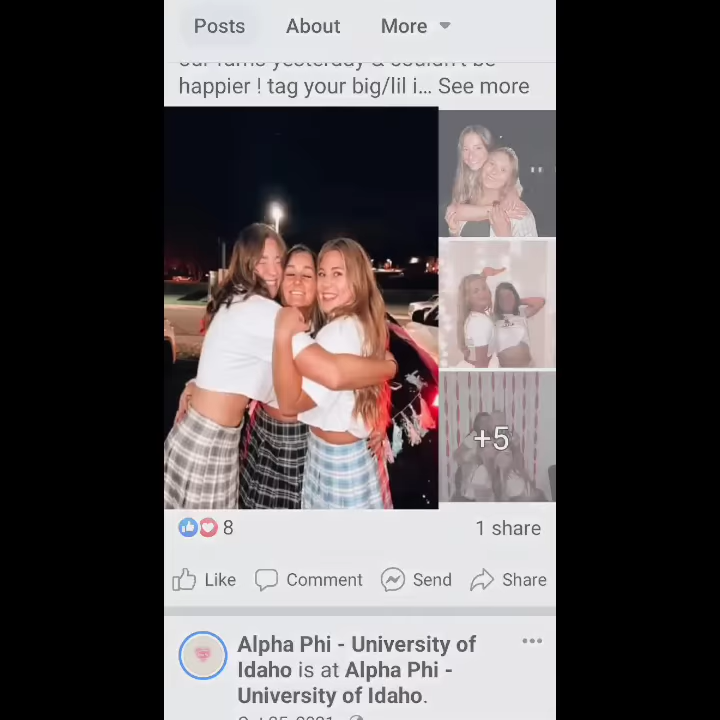 Posts About More
happier ! tag your big/lil i... See more
+5
8 1 share
Like Comment Send Share
Alpha Phi - University of
Idaho is at Alpha Phi -
University of Idaho.